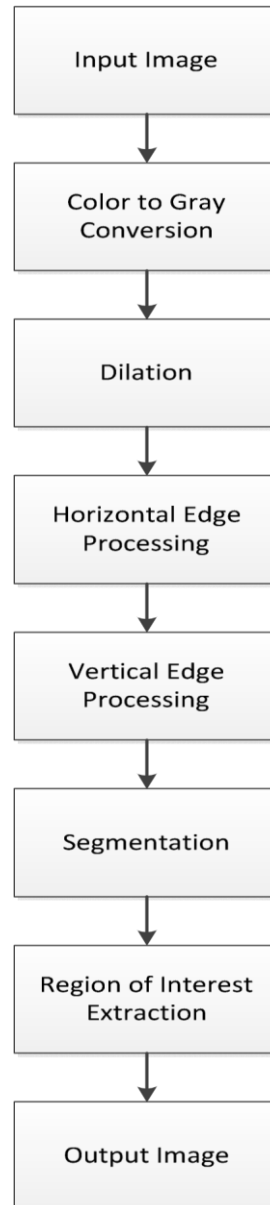 Input Image
Color to Gray
Conversion
Dilation
Horizontal Edge
Processing
Vertical Edge
Processing
Segmentation
Region of Interest
Extraction
Output Image